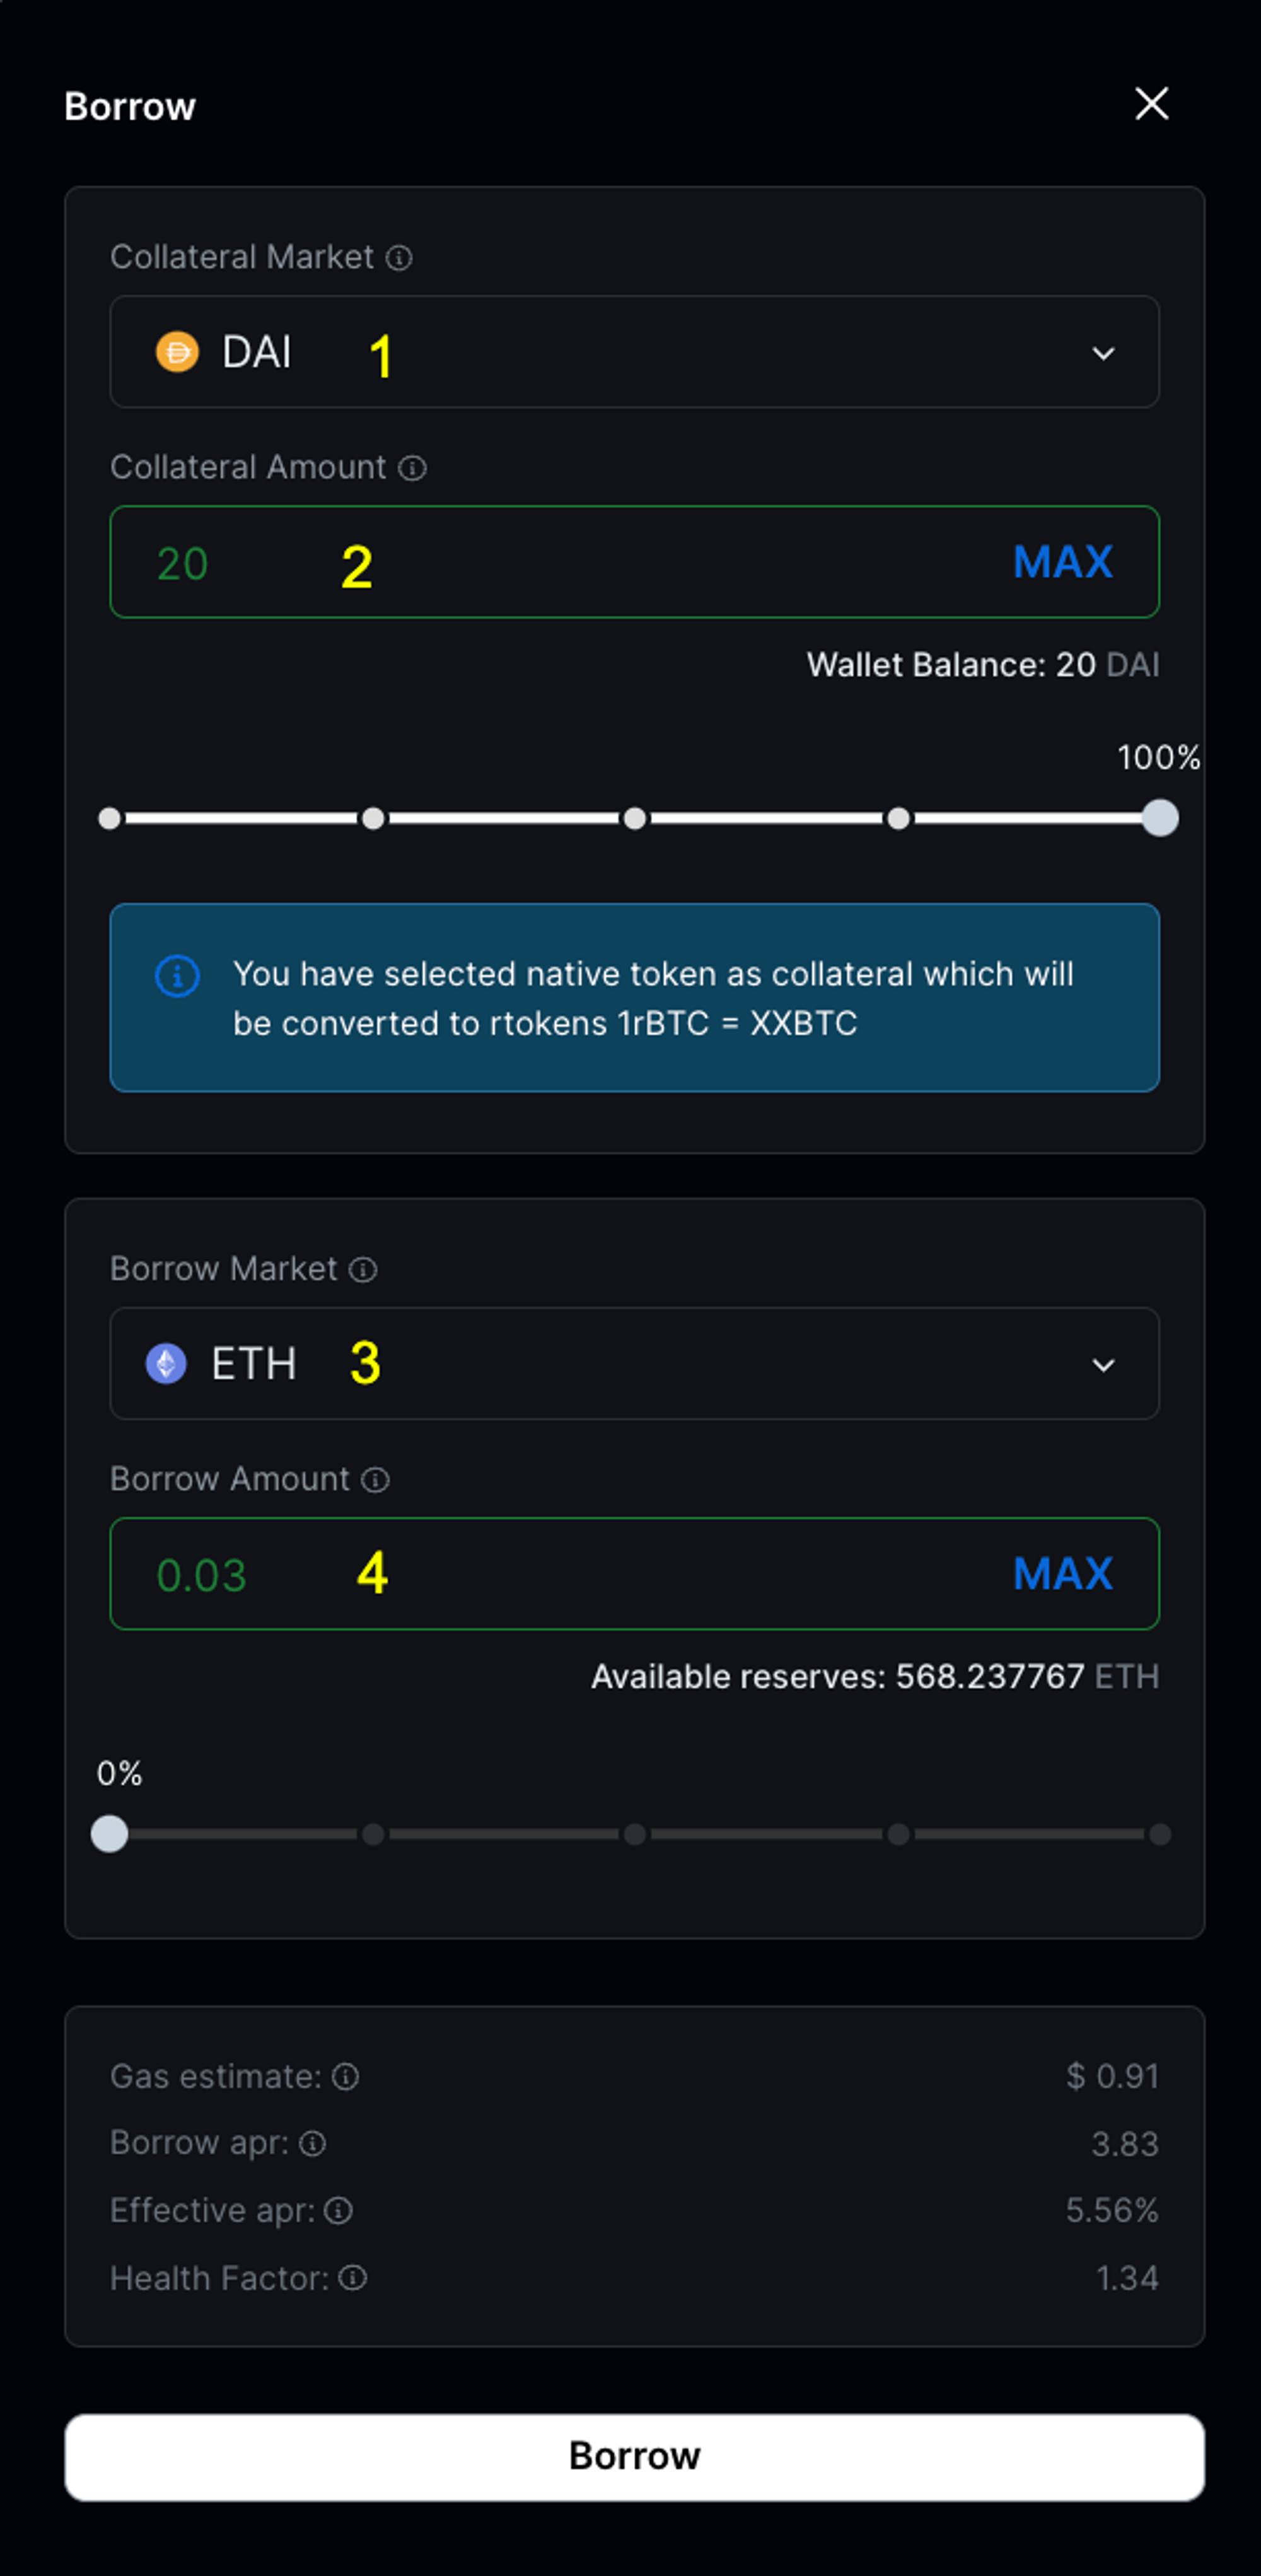 Borrow
Collateral Market
DAI 1
Collateral Amount
20 2 MAX
Wallet Balance: 20 DAI
100%
You have selected native token as collateral which will
be converted to rtokens 1rBTC = XXBTC
Borrow Market
ETH 3
Borrow Amount
0.03 4 MAX
Available reserves: 568.237767 ETH
0%
Gas estimate: $ 0.91
Borrow apr: 3.83
Effective apr: 5.56%
Health Factor: 1.34
Borrow